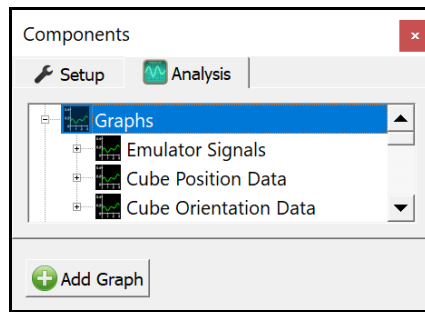 Components
Setup Analysis
Graphs
Emulator Signals
Cube Position Data
Cube Orientation Data
Add Graph